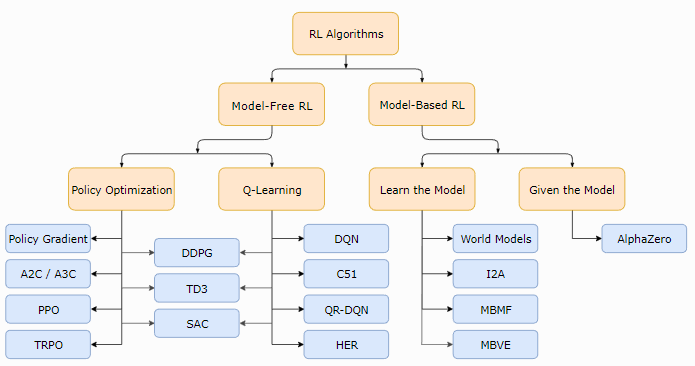 RL Algorithms
Model-Free RL
Model-Based RL
Policy Optimization
Q-Learning
Learn the Model
Given the Model
Policy Gradient
DDPG
DQN
World Models
AlphaZero
A2C / A3C
TD3
C51
I2A
PPO
SAC
QR-DQN
MBMF
TRPO
HER
MBVE